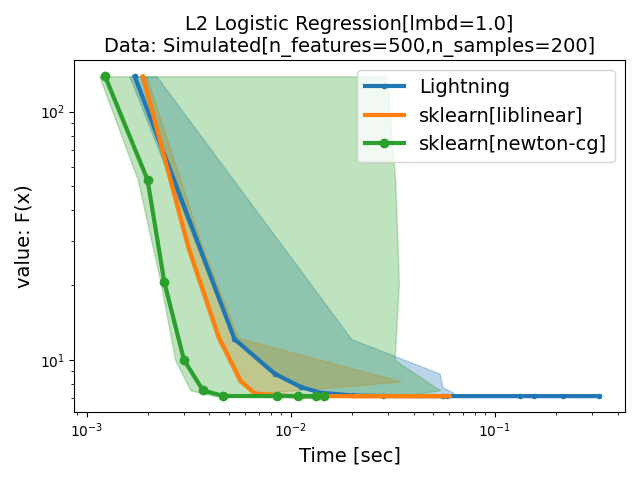 L2 Logistic Regression[lmbd=1.0]
Data: Simulated[n_features=500,n_samples=200]
Lightning
sklearn[liblinear]
sklearn[newton-cg]
value: F(x)
10²
10¹
10⁻³
10⁻²
10⁻¹
Time [sec]